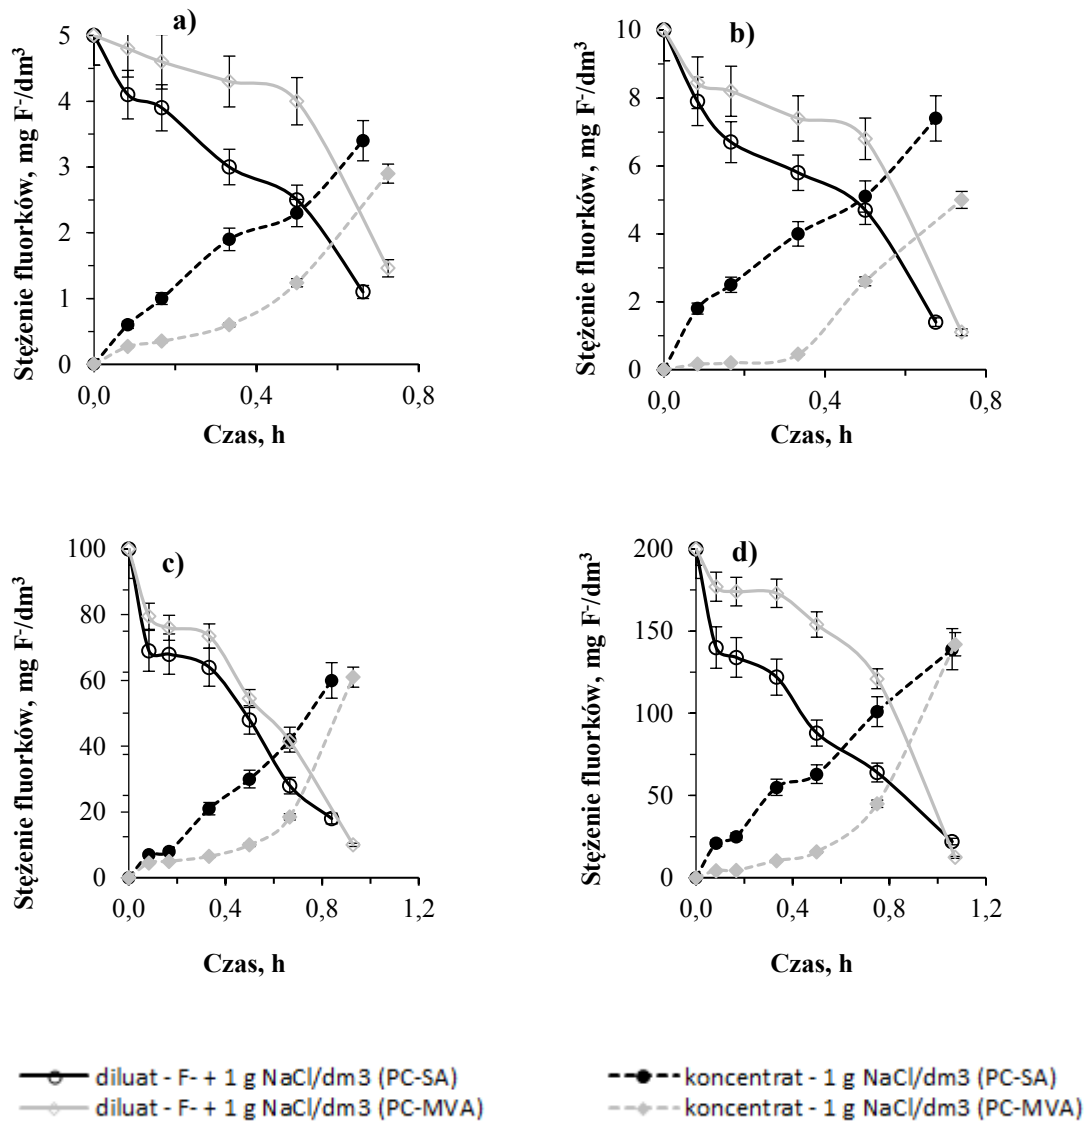 a)
Stężenie fluorków, mg F-/dm³
5
4
3
2
1
0
0,0 0,4 0,8
Czas, h
b)
Stężenie fluorków, mg F-/dm³
10
8
6
4
2
0
0,0 0,4 0,8
Czas, h
c)
Stężenie fluorków, mg F-/dm³
100
80
60
40
20
0
0,0 0,4 0,8 1,2
Czas, h
d)
Stężenie fluorków, mg F-/dm³
200
150
100
50
0
0,0 0,4 0,8 1,2
Czas, h
diluat - F- + 1 g NaCl/dm3 (PC-SA)
diluat - F- + 1 g NaCl/dm3 (PC-MVA)
koncentrat - 1 g NaCl/dm3 (PC-SA)
koncentrat - 1 g NaCl/dm3 (PC-MVA)